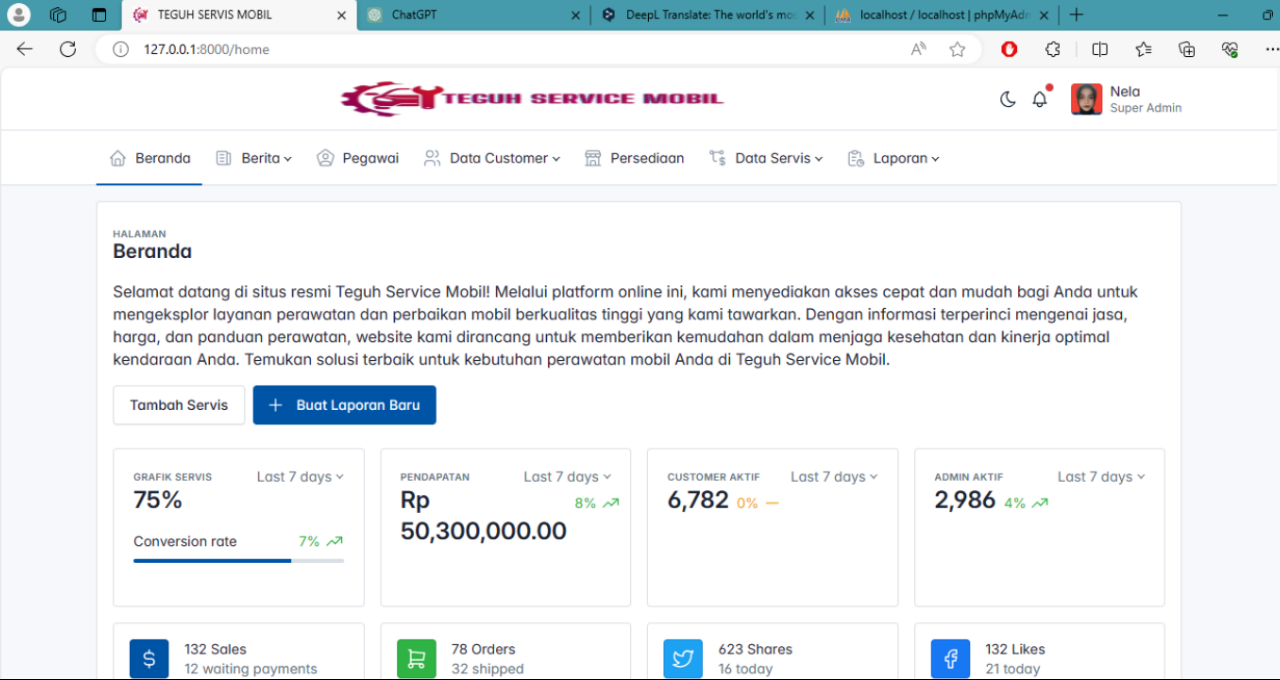 TEGUH SERVIS MOBIL
ChatGPT
DeepL Translate: The world's mo
localhost / localhost | phpMyAdm
127.0.0.1:8000/home
TEGUH SERVICE MOBIL
Nela
Super Admin
Beranda
Berita
Pegawai
Data Customer
Persediaan
Data Servis
Laporan
HALAMAN
Beranda
Selamat datang di situs resmi Teguh Service Mobil! Melalui platform online ini, kami menyediakan akses cepat dan mudah bagi Anda untuk
mengeksplor layanan perawatan dan perbaikan mobil berkualitas tinggi yang kami tawarkan. Dengan informasi terperinci mengenai jasa,
harga, dan panduan perawatan, website kami dirancang untuk memberikan kemudahan dalam menjaga kesehatan dan kinerja optimal
kendaraan Anda. Temukan solusi terbaik untuk kebutuhan perawatan mobil Anda di Teguh Service Mobil.
Tambah Servis
+ Buat Laporan Baru
GRAFIK SERVIS
Last 7 days
75%
Conversion rate
7%
PENDAPATAN
Last 7 days
Rp
50,300,000.00
8%
CUSTOMER AKTIF
Last 7 days
6,782
0%
ADMIN AKTIF
Last 7 days
2,986
4%
132 Sales
12 waiting payments
78 Orders
32 shipped
623 Shares
16 today
132 Likes
21 today